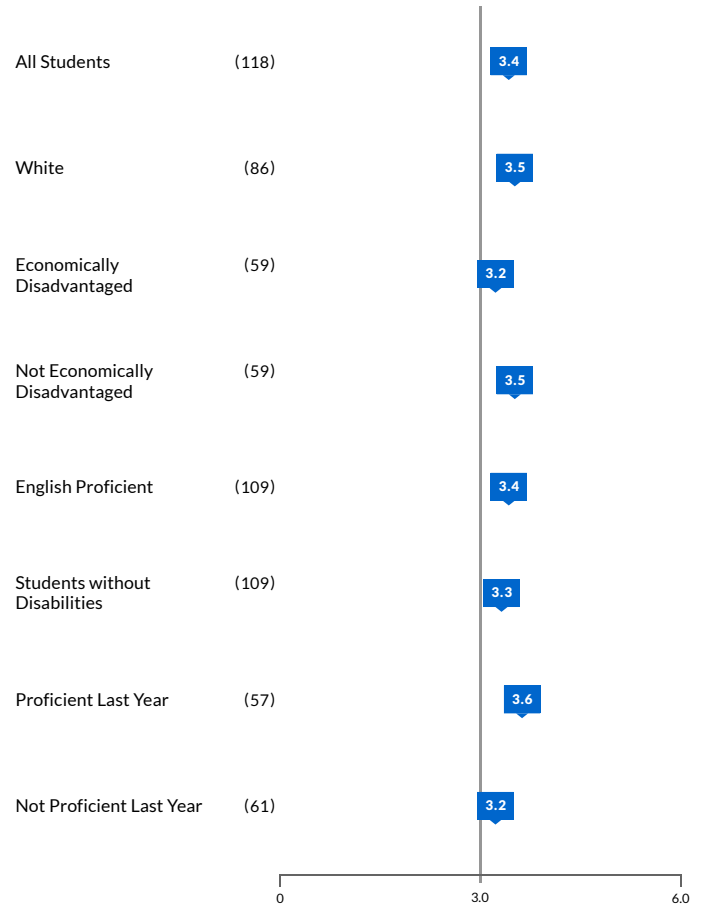 All Students (118) 3.4
White (86) 3.5
Economically (59)
Disadvantaged 3.2
Not Economically (59)
Disadvantaged 3.5
English Proficient (109) 3.4
Students without (109)
Disabilities 3.3
Proficient Last Year (57) 3.6
Not Proficient Last Year (61) 3.2
0 3.0 6.0